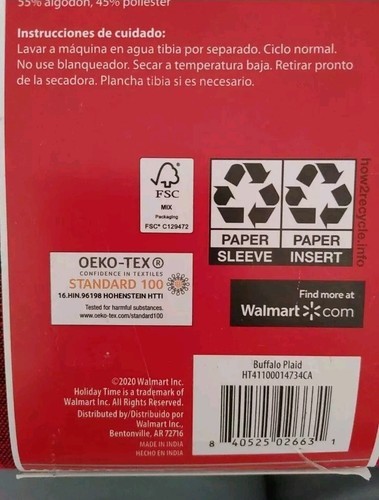 55% algodón, 45% poliéster
Instrucciones de cuidado:
Lavar a máquina en agua tibia por separado. Ciclo normal.
No use blanqueador. Secar a temperatura baja. Retirar pronto
de la secadora. Plancha tibia si es necesario.
FSC
MIX
Packaging
FSC® C129472
PAPER
SLEEVE
PAPER
INSERT
how2recycle.info
OEKO-TEX®
CONFIDENCE IN TEXTILES
STANDARD 100
16.HIN.96198 HOHENSTEIN HTTI
Tested for harmful substances.
www.oeko-tex.com/standard100
Find more at
Walmart.com
©2020 Walmart Inc.
Holiday Time is a trademark of
Walmart Inc. All Rights Reserved.
Distributed by/Distribuido por
Walmart Inc.,
Bentonville, AR 72716
MADE IN INDIA
HECHO EN INDIA
Buffalo Plaid
HT41100014734CA
8 40525 02663 1